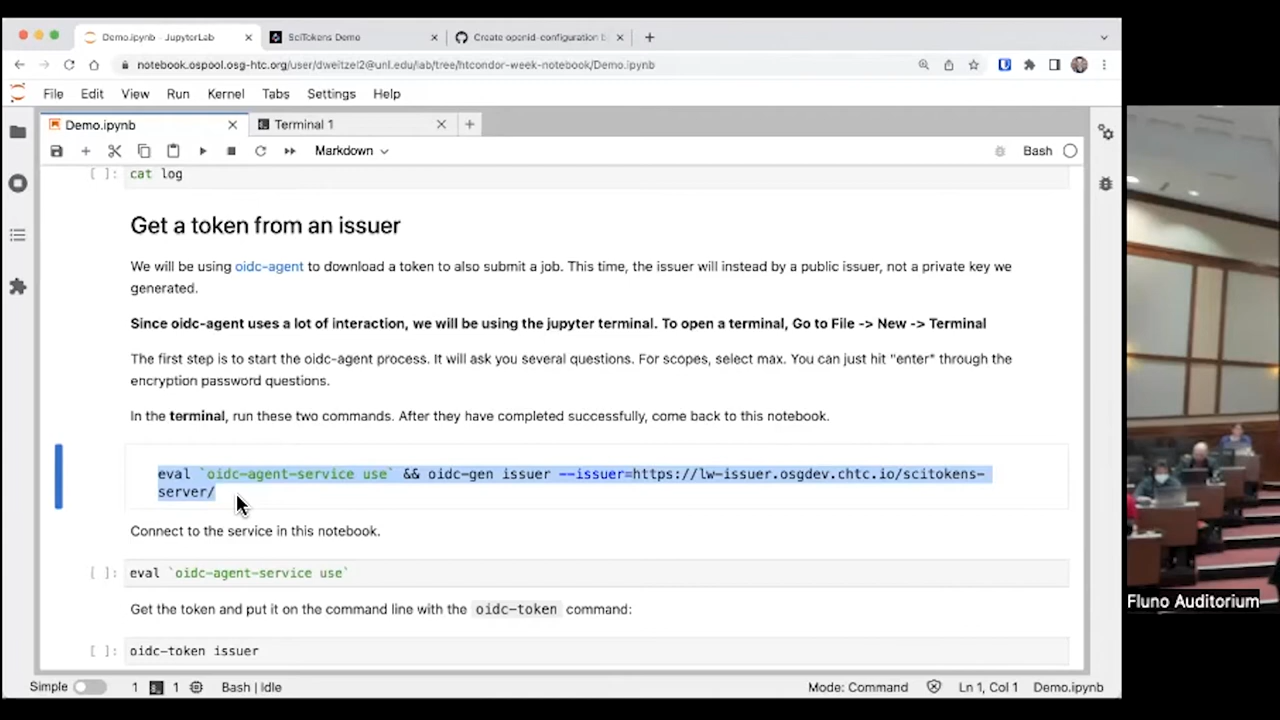 Demo.ipynb - JupyterLab
SciTokens Demo
Create openid-configuration b
notebook.ospool.osg-htc.org/user/dweitzel2@unl.edu/lab/tree/htcondor-week-notebook/Demo.ipynb
File Edit View Run Kernel Tabs Settings Help
Demo.ipynb
Terminal 1
Markdown
Bash
[ ]: cat log
Get a token from an issuer
We will be using oidc-agent to download a token to also submit a job. This time, the issuer will instead by a public issuer, not a private key we
generated.
Since oidc-agent uses a lot of interaction, we will be using the jupyter terminal. To open a terminal, Go to File -> New -> Terminal
The first step is to start the oidc-agent process. It will ask you several questions. For scopes, select max. You can just hit "enter" through the
encryption password questions.
In the terminal, run these two commands. After they have completed successfully, come back to this notebook.
eval `oidc-agent-service use` && oidc-gen issuer --issuer=https://lw-issuer.osgdev.chtc.io/scitokens-
server/
Connect to the service in this notebook.
[ ]: eval `oidc-agent-service use`
Get the token and put it on the command line with the oidc-token command:
[ ]: oidc-token issuer
Simple 1 1 Bash | Idle Mode: Command Ln 1, Col 1 Demo.ipynb
Fluno Auditorium